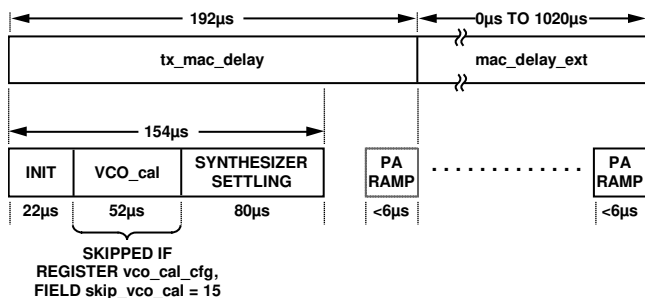 192µs
0µs TO 1020µs
tx_mac_delay
mac_delay_ext
154µs
INIT
VCO_cal
SYNTHESIZER
SETTLING
PA
RAMP
PA
RAMP
22µs
52µs
80µs
<6µs
<6µs
SKIPPED IF
REGISTER vco_cal_cfg,
FIELD skip_vco_cal = 15